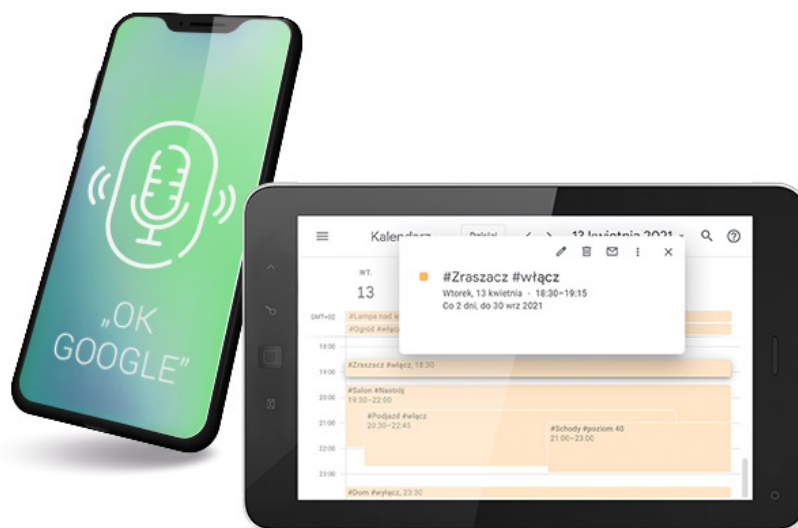 „OK
GOOGLE”
Kalendarz
Dzisiaj
13 kwietnia 2021
WT.
13
#Zraszacz #włącz
Wtorek, 13 kwietnia · 18:30–19:15
Co 2 dni, do 30 wrz 2021
GMT+02
#Lampa nad w
#Ogród #włącz
18:00
#Zraszacz #włącz, 18:30
19:00
#Salon #Nastrój
19:30–22:00
20:00
#Podjazd #włącz
20:30–22:45
21:00
#Schody #poziom 40
21:00–23:00
22:00
23:00
#Dom #wyłącz, 23:30